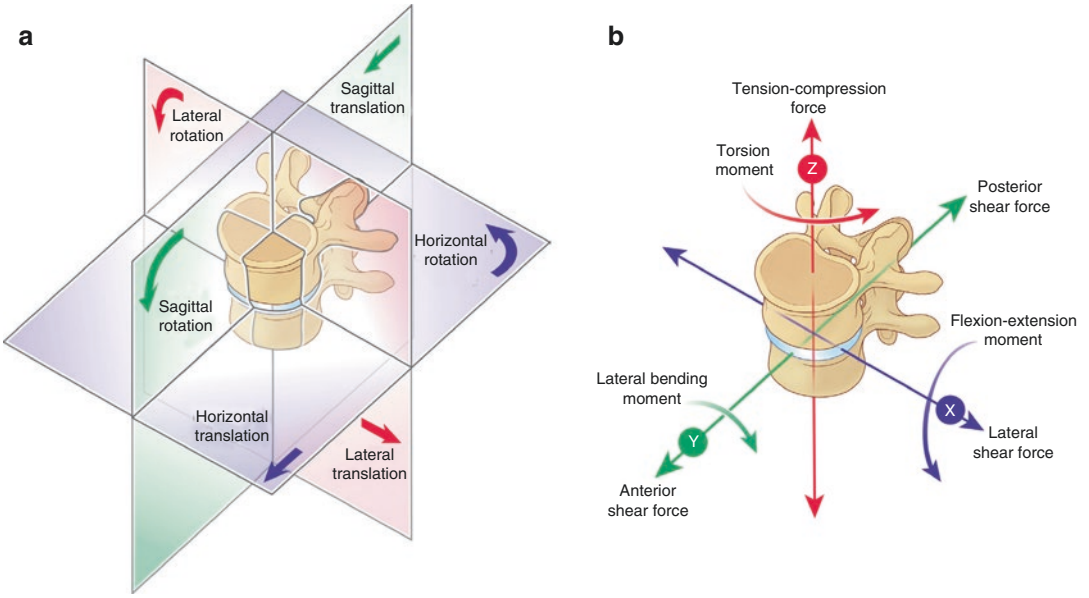 a
Lateral
rotation
Sagittal
translation
Horizontal
rotation
Sagittal
rotation
Horizontal
translation
Lateral
translation
b
Tension-compression
force
Z
Torsion
moment
Posterior
shear force
Flexion-extension
moment
Lateral bending
moment
X
Lateral
shear force
Y
Anterior
shear force